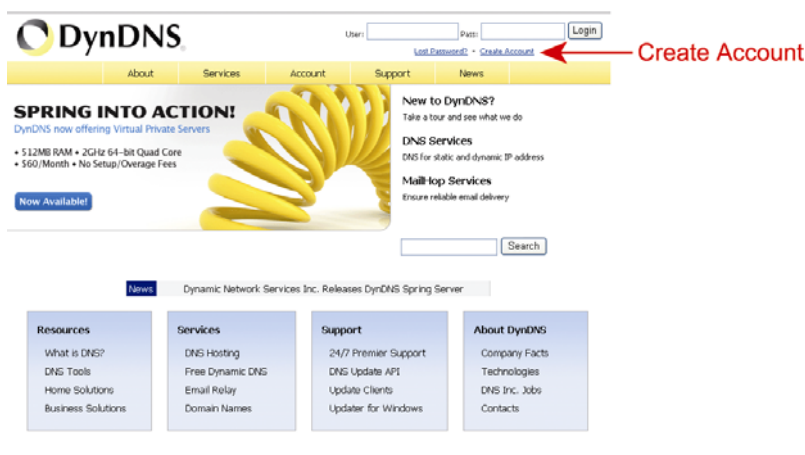 DynDNS
User: Pass: Login
Lost Password? • Create Account
Create Account
About Services Account Support News
SPRING INTO ACTION!
DynDNS now offering Virtual Private Servers
• 512MB RAM • 2GHz 64-bit Quad Core
• $60/Month • No Setup/Overage Fees
Now Available!
New to DynDNS?
Take a tour and see what we do
DNS Services
DNS for static and dynamic IP address
MailHop Services
Ensure reliable email delivery
Search
News Dynamic Network Services Inc. Releases DynDNS Spring Server
Resources
What is DNS?
DNS Tools
Home Solutions
Business Solutions
Services
DNS Hosting
Free Dynamic DNS
Email Relay
Domain Names
Support
24/7 Premier Support
DNS Update API
Update Clients
Updater for Windows
About DynDNS
Company Facts
Technologies
DNS Inc. Jobs
Contacts